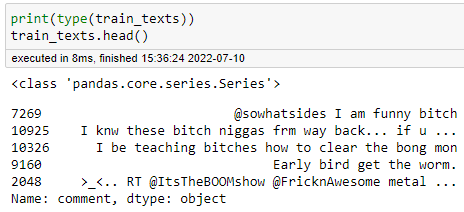 print(type(train_texts))
train_texts.head()
executed in 8ms, finished 15:36:24 2022-07-10
<class 'pandas.core.series.Series'>
7269 @sowhatsides I am funny bitch
10925 I knw these bitch niggas frm way back... if u ...
10326 I be teaching bitches how to clear the bong mon
9160 Early bird get the worm.
2048 >_<.. RT @ItsTheBOOMshow @FricknAwesome metal ...
Name: comment, dtype: object